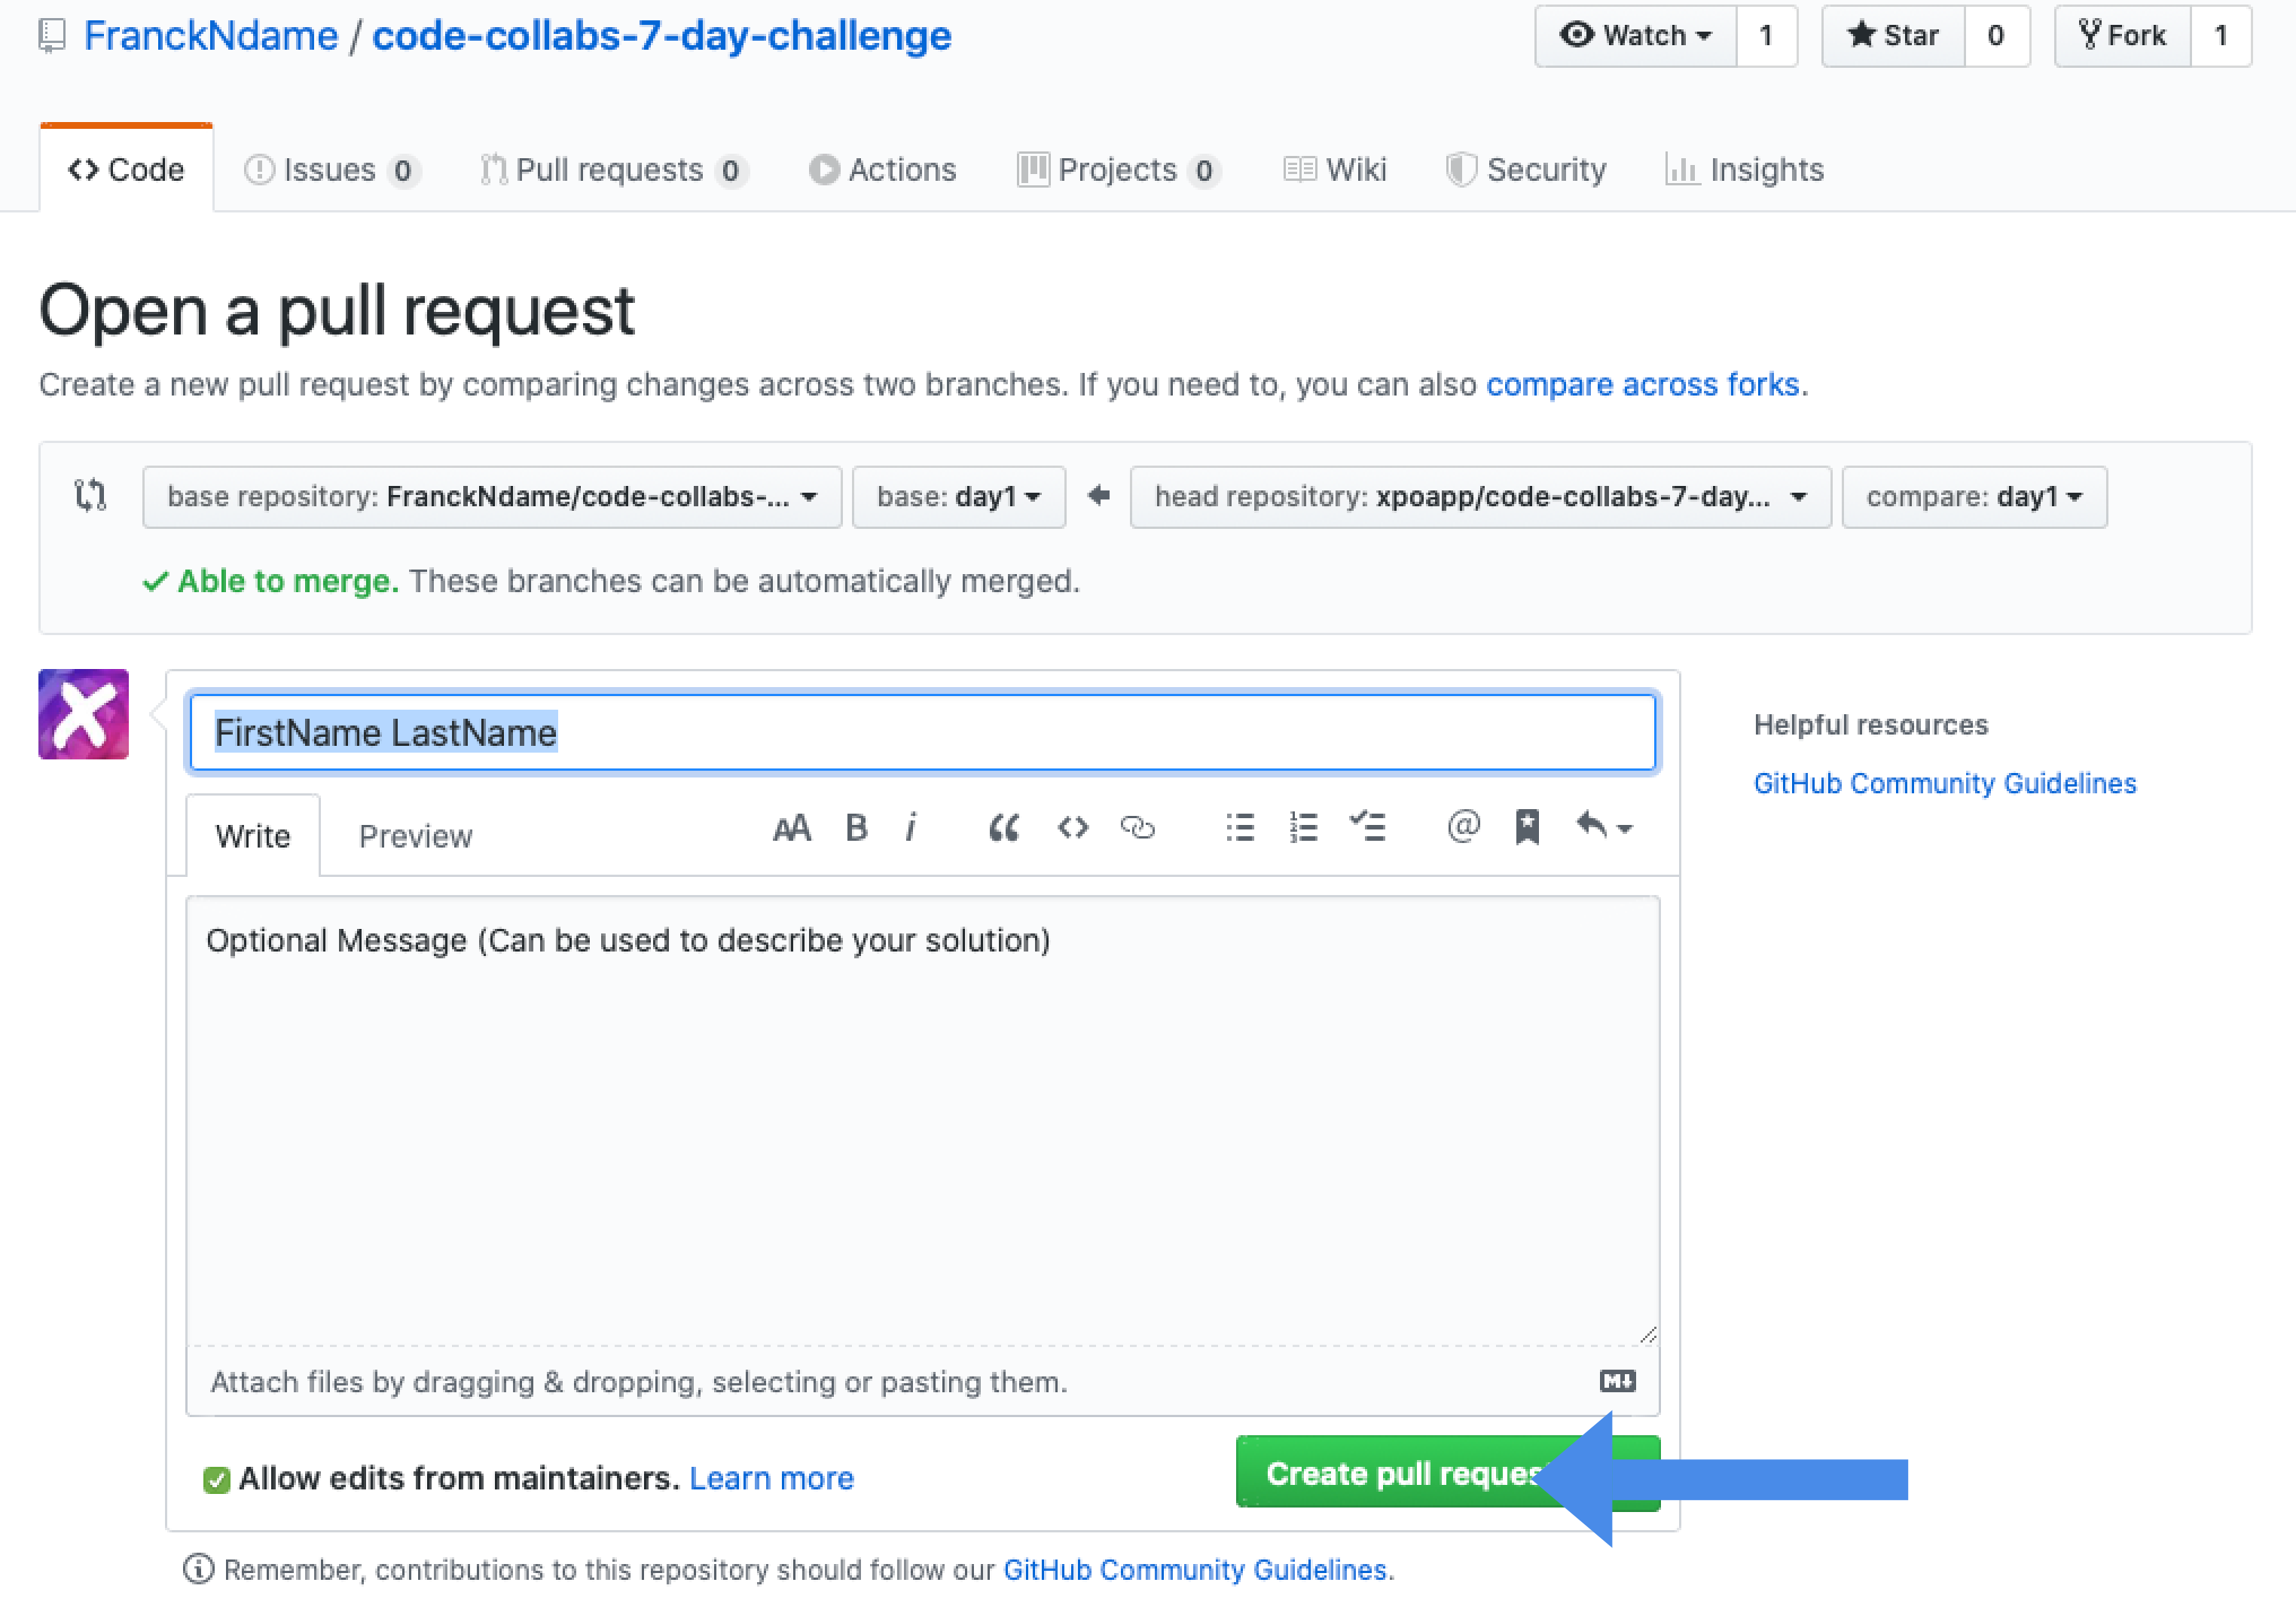 FranckNdame / code-collabs-7-day-challenge
Watch 1 Star 0 Fork 1
Code Issues 0 Pull requests 0 Actions Projects 0 Wiki Security Insights
Open a pull request
Create a new pull request by comparing changes across two branches. If you need to, you can also compare across forks.
base repository: FranckNdame/code-collabs-... base: day1 head repository: xpoapp/code-collabs-7-day... compare: day1
Able to merge. These branches can be automatically merged.
FirstName LastName
Helpful resources
GitHub Community Guidelines
Write Preview AA B i
Optional Message (Can be used to describe your solution)
Attach files by dragging & dropping, selecting or pasting them.
Allow edits from maintainers. Learn more
Create pull reques
Remember, contributions to this repository should follow our GitHub Community Guidelines.